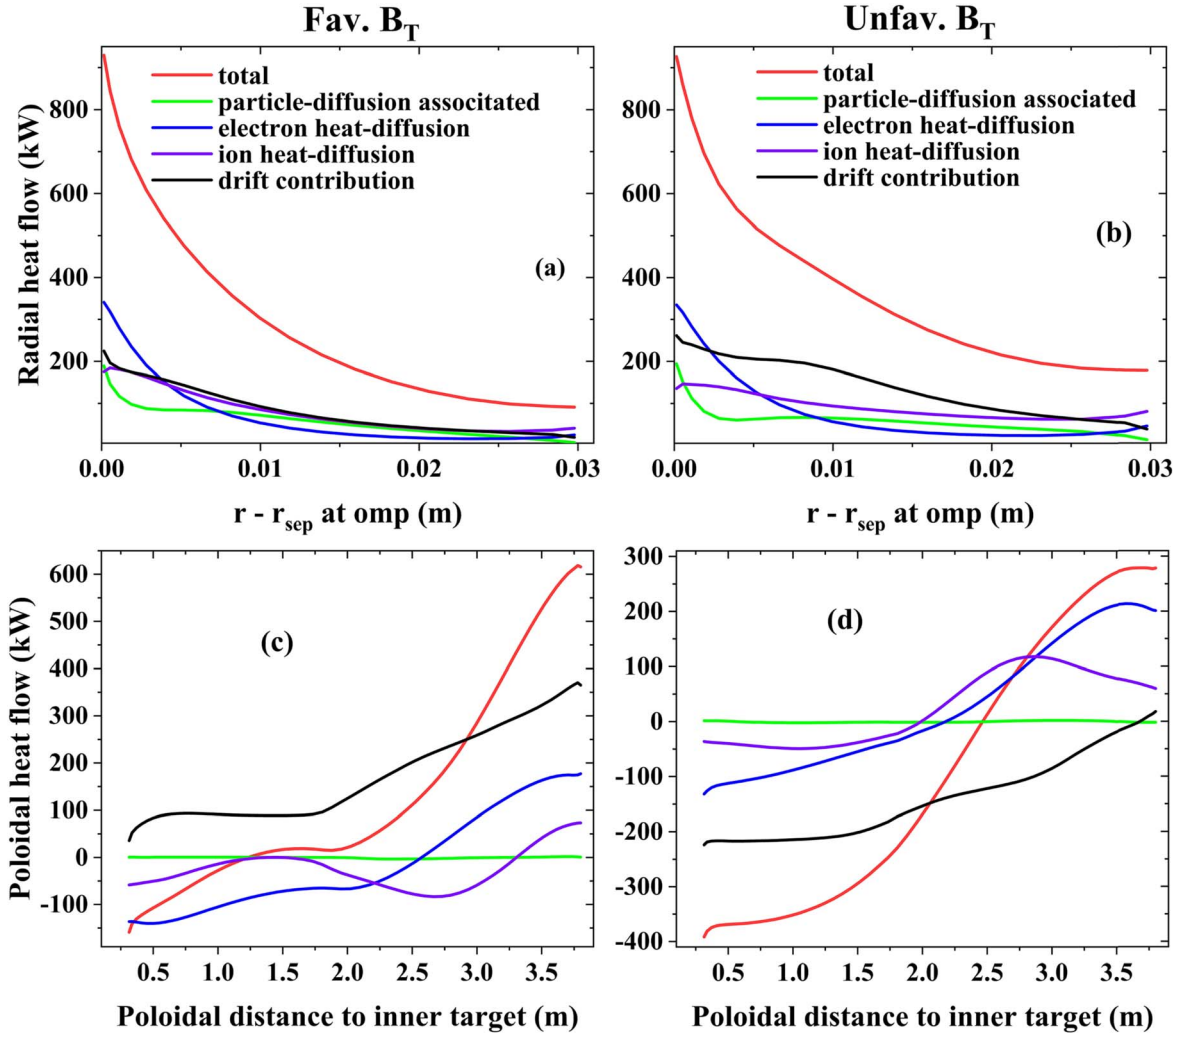 Fav. B_T
Unfav. B_T
Radial heat flow (kW)
800
600
400
200
total
particle-diffusion associtated
electron heat-diffusion
ion heat-diffusion
drift contribution
(a)
0.00 0.01 0.02 0.03
r - r_sep at omp (m)
800
600
400
200
total
particle-diffusion associated
electron heat-diffusion
ion heat-diffusion
drift contribution
(b)
0.00 0.01 0.02 0.03
r - r_sep at omp (m)
Poloidal heat flow (kW)
600
500
400
300
200
100
0
-100
(c)
0.5 1.0 1.5 2.0 2.5 3.0 3.5
Poloidal distance to inner target (m)
300
200
100
0
-100
-200
-300
-400
(d)
0.5 1.0 1.5 2.0 2.5 3.0 3.5
Poloidal distance to inner target (m)